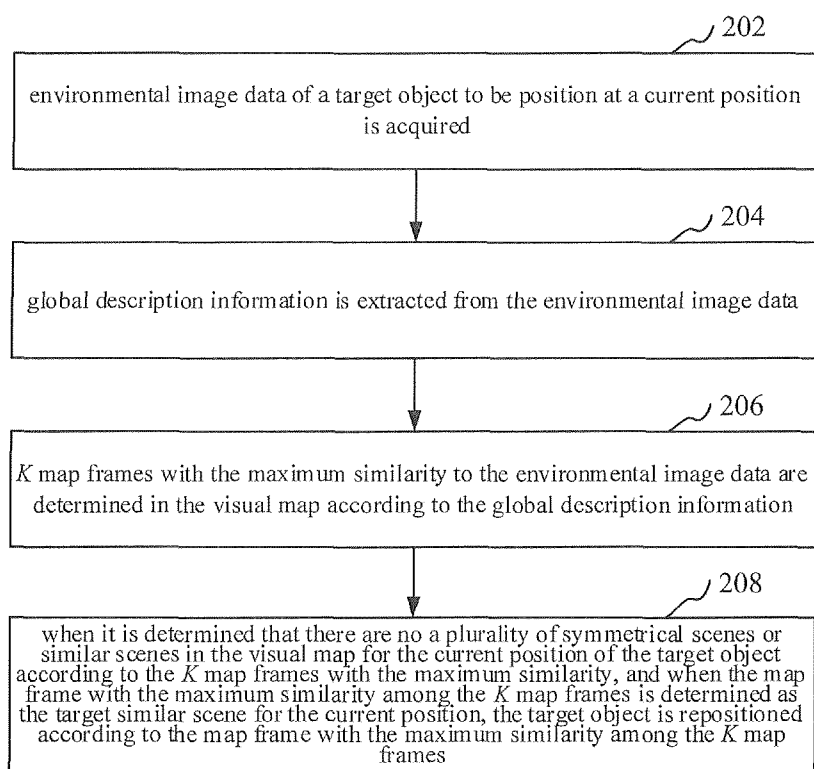 202
environmental image data of a target object to be position at a current position
is acquired
204
global description information is extracted from the environmental image data
206
K map frames with the maximum similarity to the environmental image data are
determined in the visual map according to the global description information
208
when it is determined that there are no a plurality of symmetrical scenes or
similar scenes in the visual map for the current position of the target object
according to the K map frames with the maximum similarity, and when the map
frame with the maximum similarity among the K map frames is determined as
the target similar scene for the current position, the target object is repositioned
according to the map frame with the maximum similarity among the K map
frames